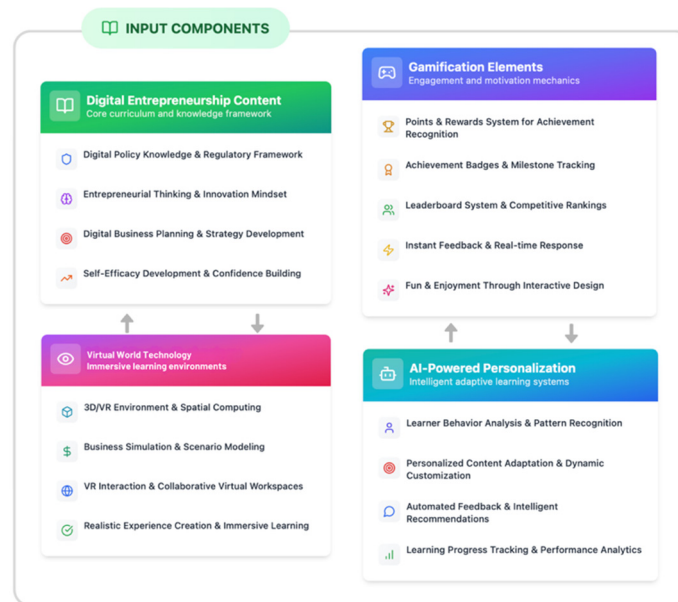 INPUT COMPONENTS
Digital Entrepreneurship Content
Core curriculum and knowledge framework
Digital Policy Knowledge & Regulatory Framework
Entrepreneurial Thinking & Innovation Mindset
Digital Business Planning & Strategy Development
Self-Efficacy Development & Confidence Building
Gamification Elements
Engagement and motivation mechanics
Points & Rewards System for Achievement
Recognition
Achievement Badges & Milestone Tracking
Leaderboard System & Competitive Rankings
Instant Feedback & Real-time Response
Fun & Enjoyment Through Interactive Design
Virtual World Technology
Immersive learning environments
3D/VR Environment & Spatial Computing
Business Simulation & Scenario Modeling
VR Interaction & Collaborative Virtual Workspaces
Realistic Experience Creation & Immersive Learning
AI-Powered Personalization
Intelligent adaptive learning systems
Learner Behavior Analysis & Pattern Recognition
Personalized Content Adaptation & Dynamic
Customization
Automated Feedback & Intelligent
Recommendations
Learning Progress Tracking & Performance Analytics